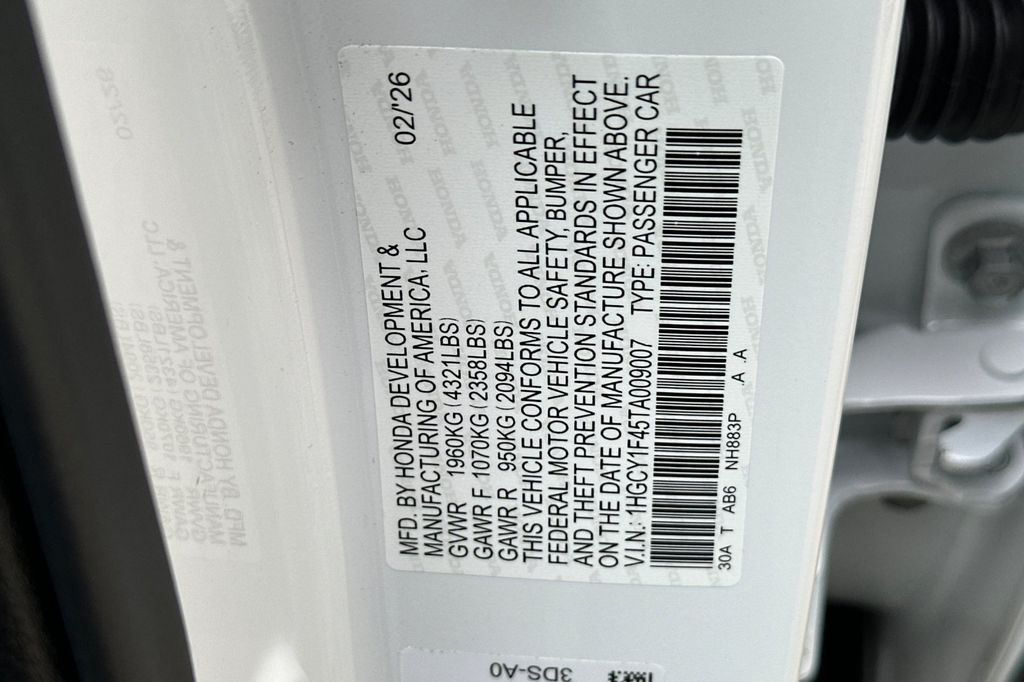 MFD. BY HONDA DEVELOPMENT &
MANUFACTURING OF AMERICA, LLC 02/'26
GVWR 1960KG (4321LBS)
GAWR F 1070KG (2358LBS)
GAWR R 950KG (2094LBS)
THIS VEHICLE CONFORMS TO ALL APPLICABLE
FEDERAL MOTOR VEHICLE SAFETY, BUMPER,
AND THEFT PREVENTION STANDARDS IN EFFECT
ON THE DATE OF MANUFACTURE SHOWN ABOVE.
V.I.N.: 1HGCY1F45TA009007 TYPE: PASSENGER CAR
30A T AB6 NH883P .A .A
3DS-A0